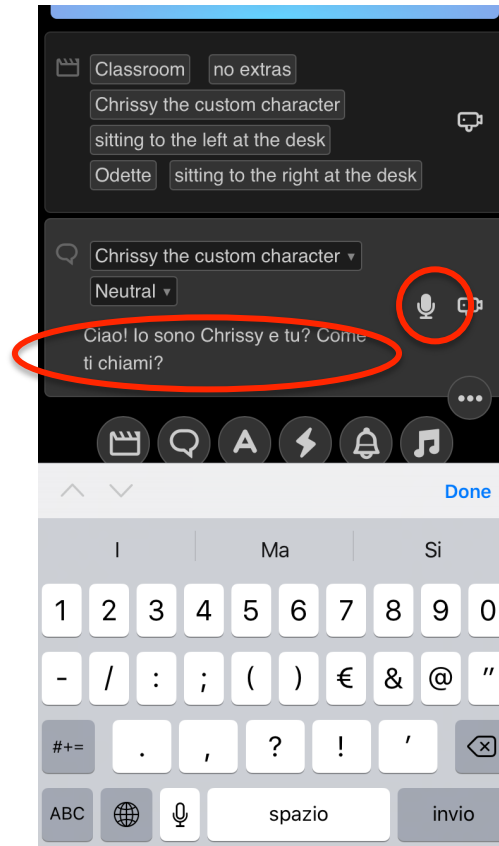 Classroom no extras
Chrissy the custom character
sitting to the left at the desk
Odette sitting to the right at the desk
Chrissy the custom character ▾
Neutral ▾
Ciao! Io sono Chrissy e tu? Come
ti chiami?
A
Done
I Ma Si
1 2 3 4 5 6 7 8 9 0
- / : ; ( ) € & @ "
#+= . , ? ! '
ABC spazio invio